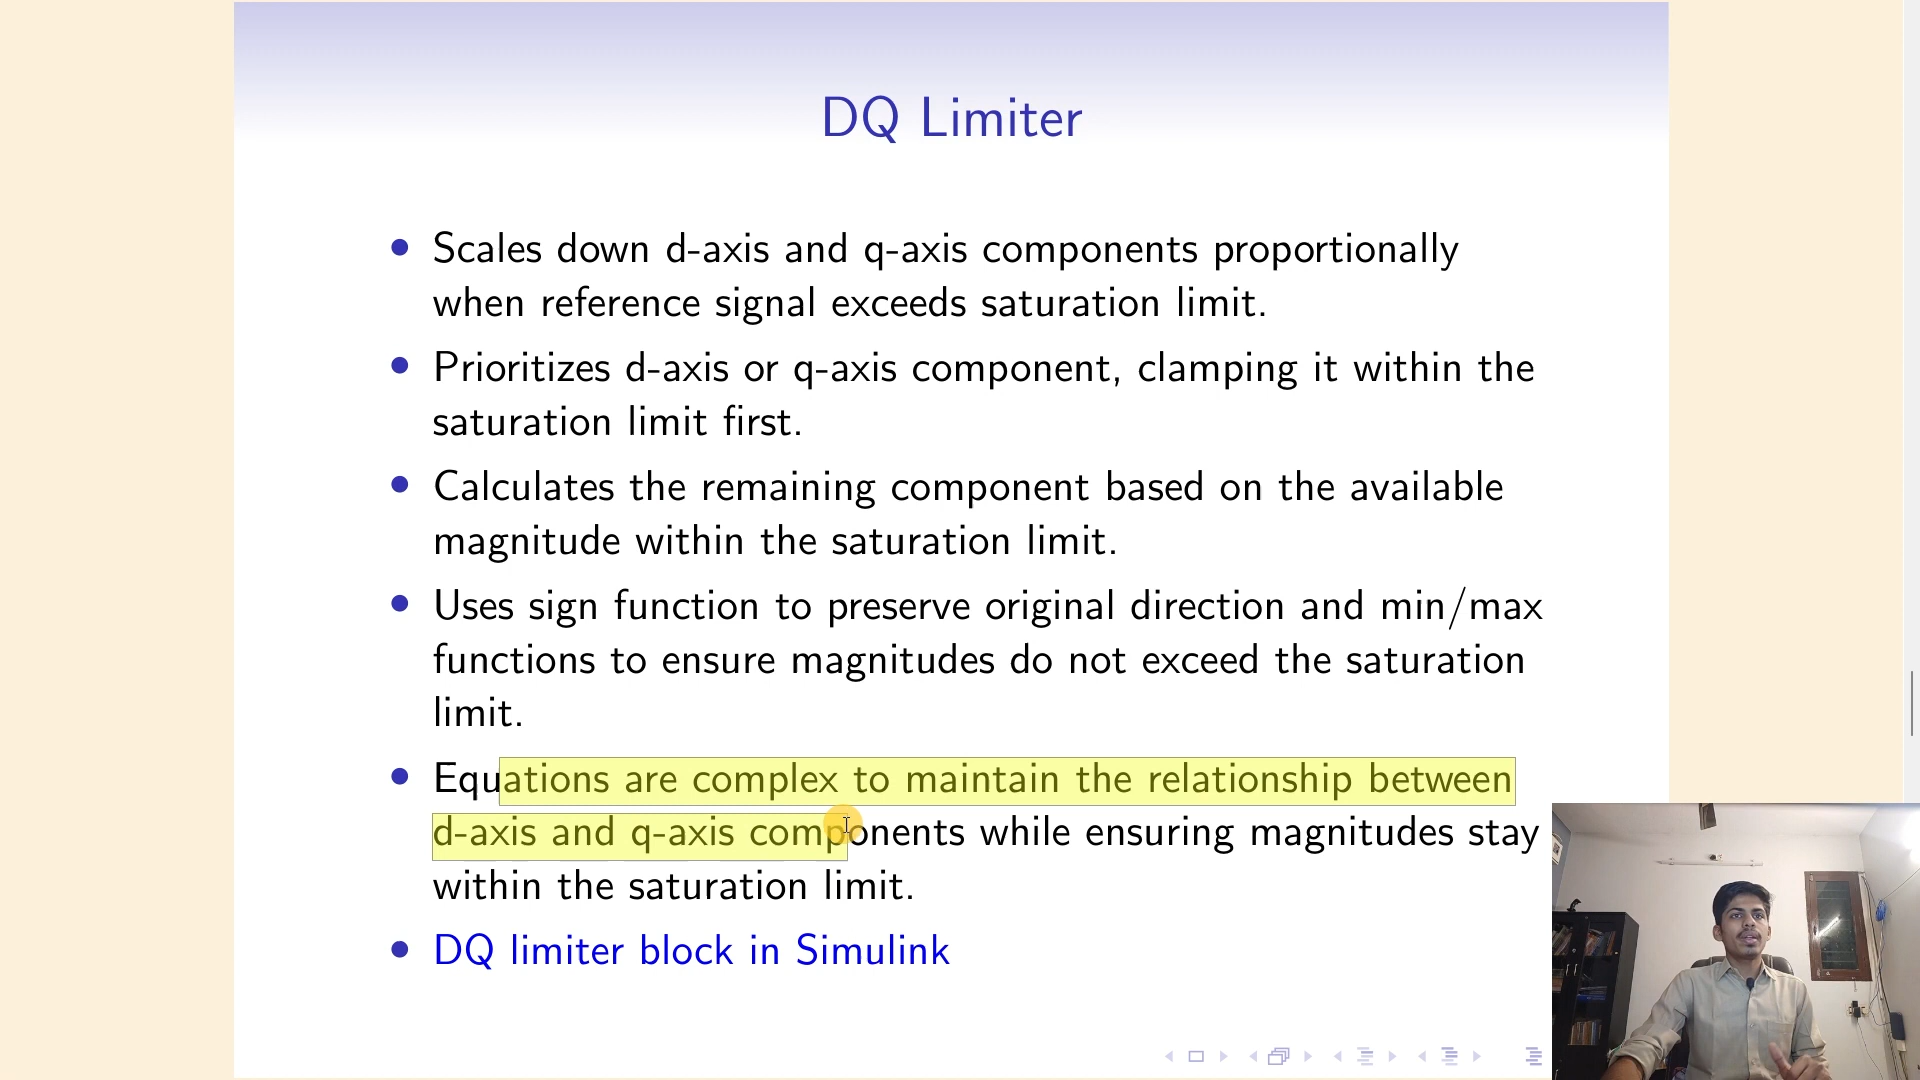 DQ Limiter
• Scales down d-axis and q-axis components proportionally
when reference signal exceeds saturation limit.
• Prioritizes d-axis or q-axis component, clamping it within the
saturation limit first.
• Calculates the remaining component based on the available
magnitude within the saturation limit.
• Uses sign function to preserve original direction and min/max
functions to ensure magnitudes do not exceed the saturation
limit.
• Equations are complex to maintain the relationship between
d-axis and q-axis components while ensuring magnitudes stay
within the saturation limit.
• DQ limiter block in Simulink